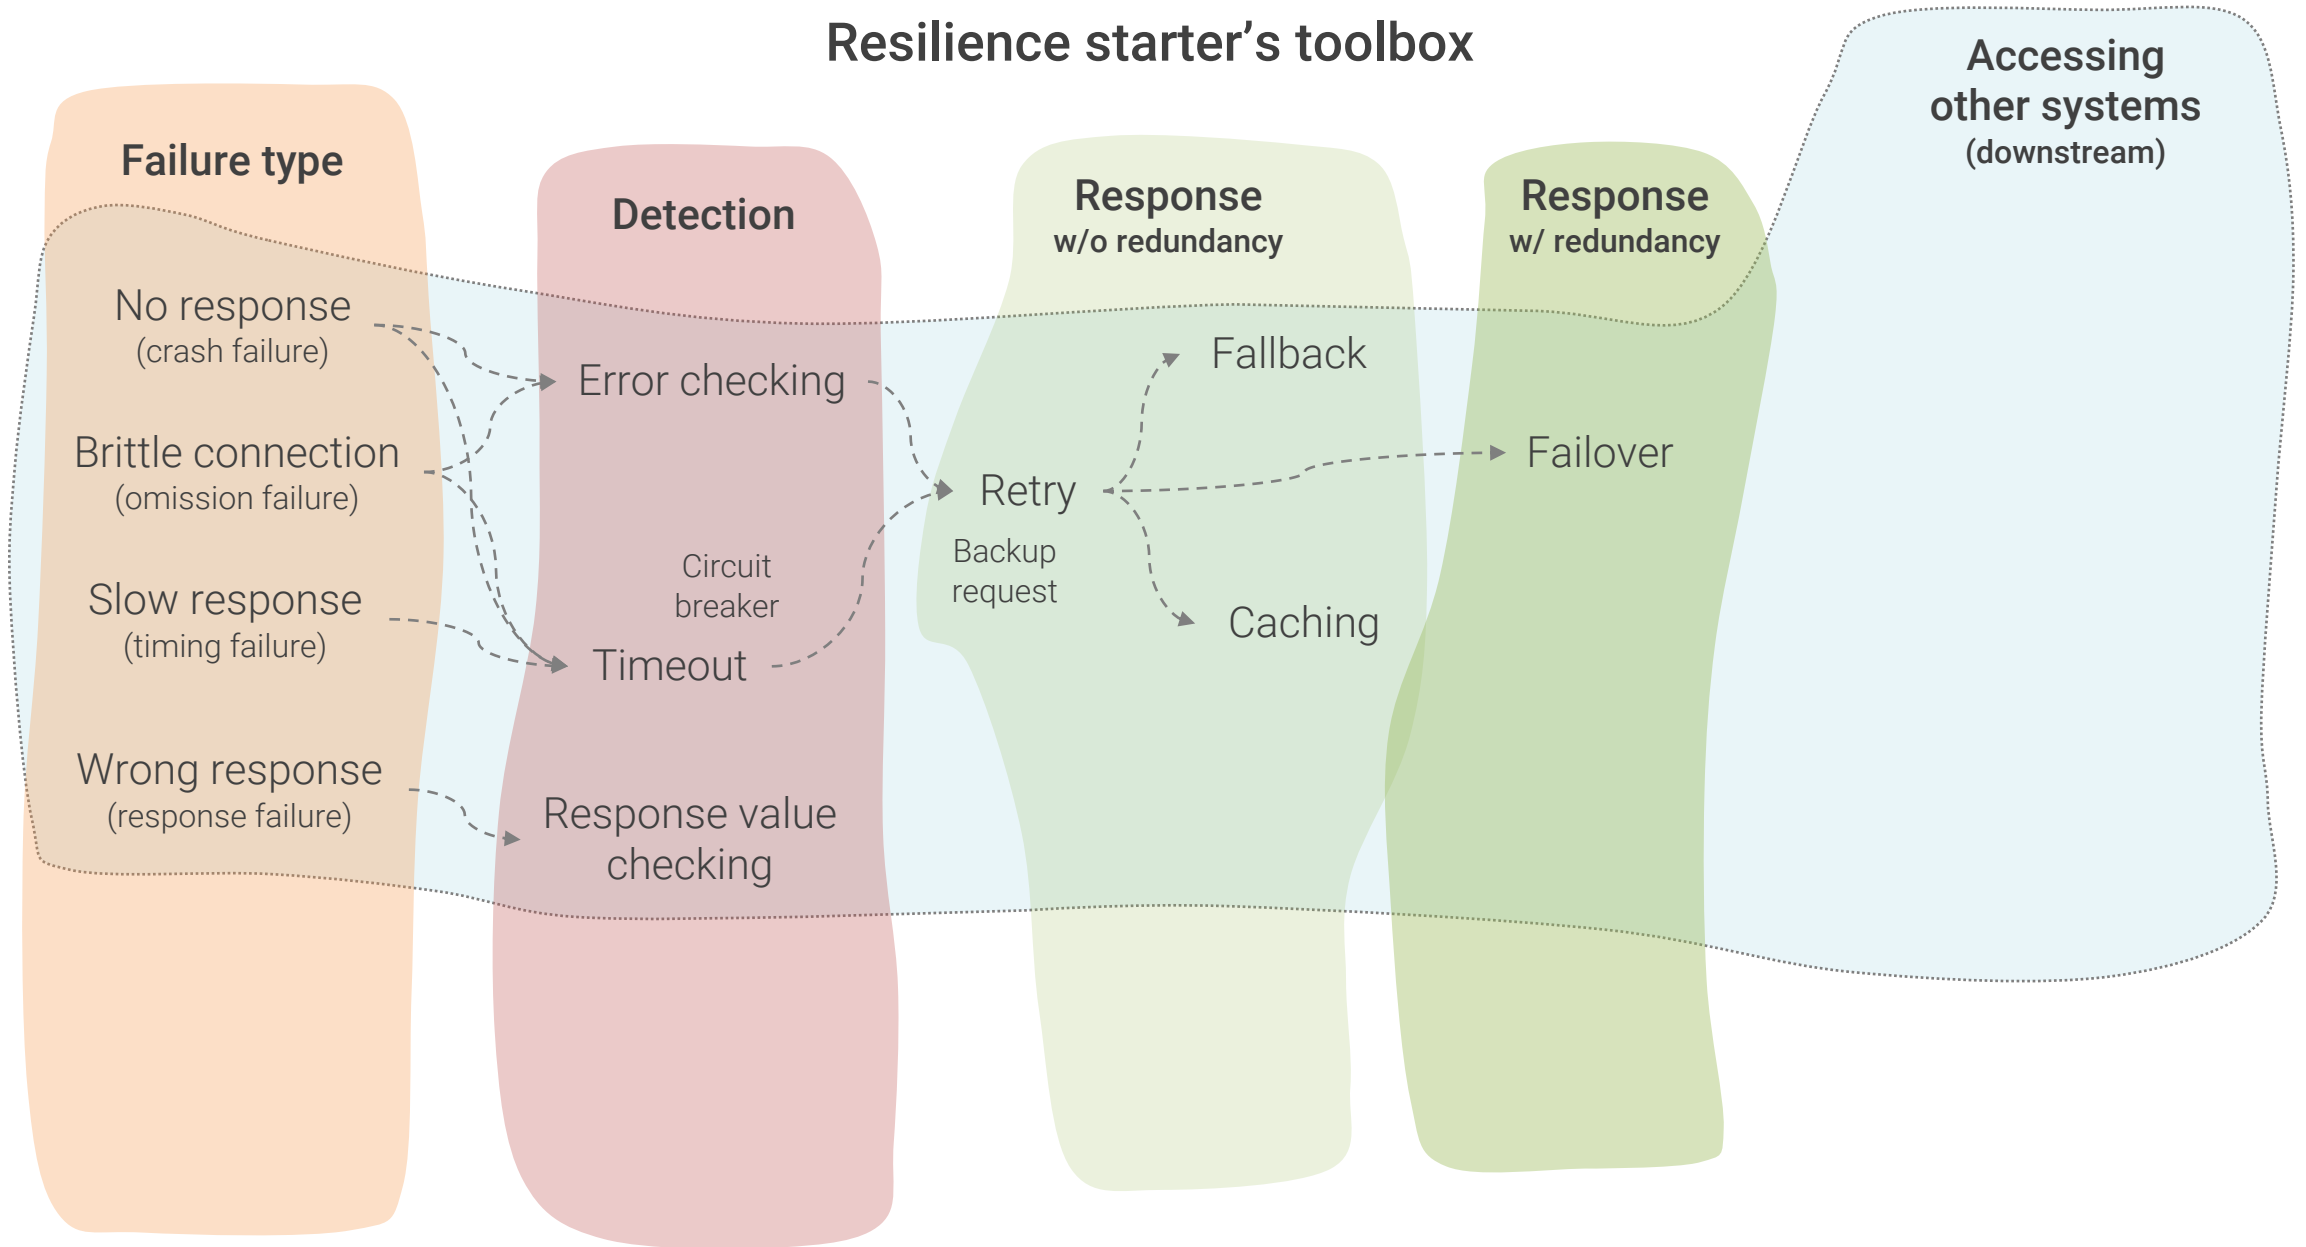 Resilience starter’s toolbox
Failure type
No response
(crash failure)
Brittle connection
(omission failure)
Slow response
(timing failure)
Wrong response
(response failure)
Detection
Error checking
Circuit
breaker
Timeout
Response value
checking
Response
w/o redundancy
Fallback
Retry
Backup
request
Caching
Response
w/ redundancy
Failover
Accessing
other systems
(downstream)